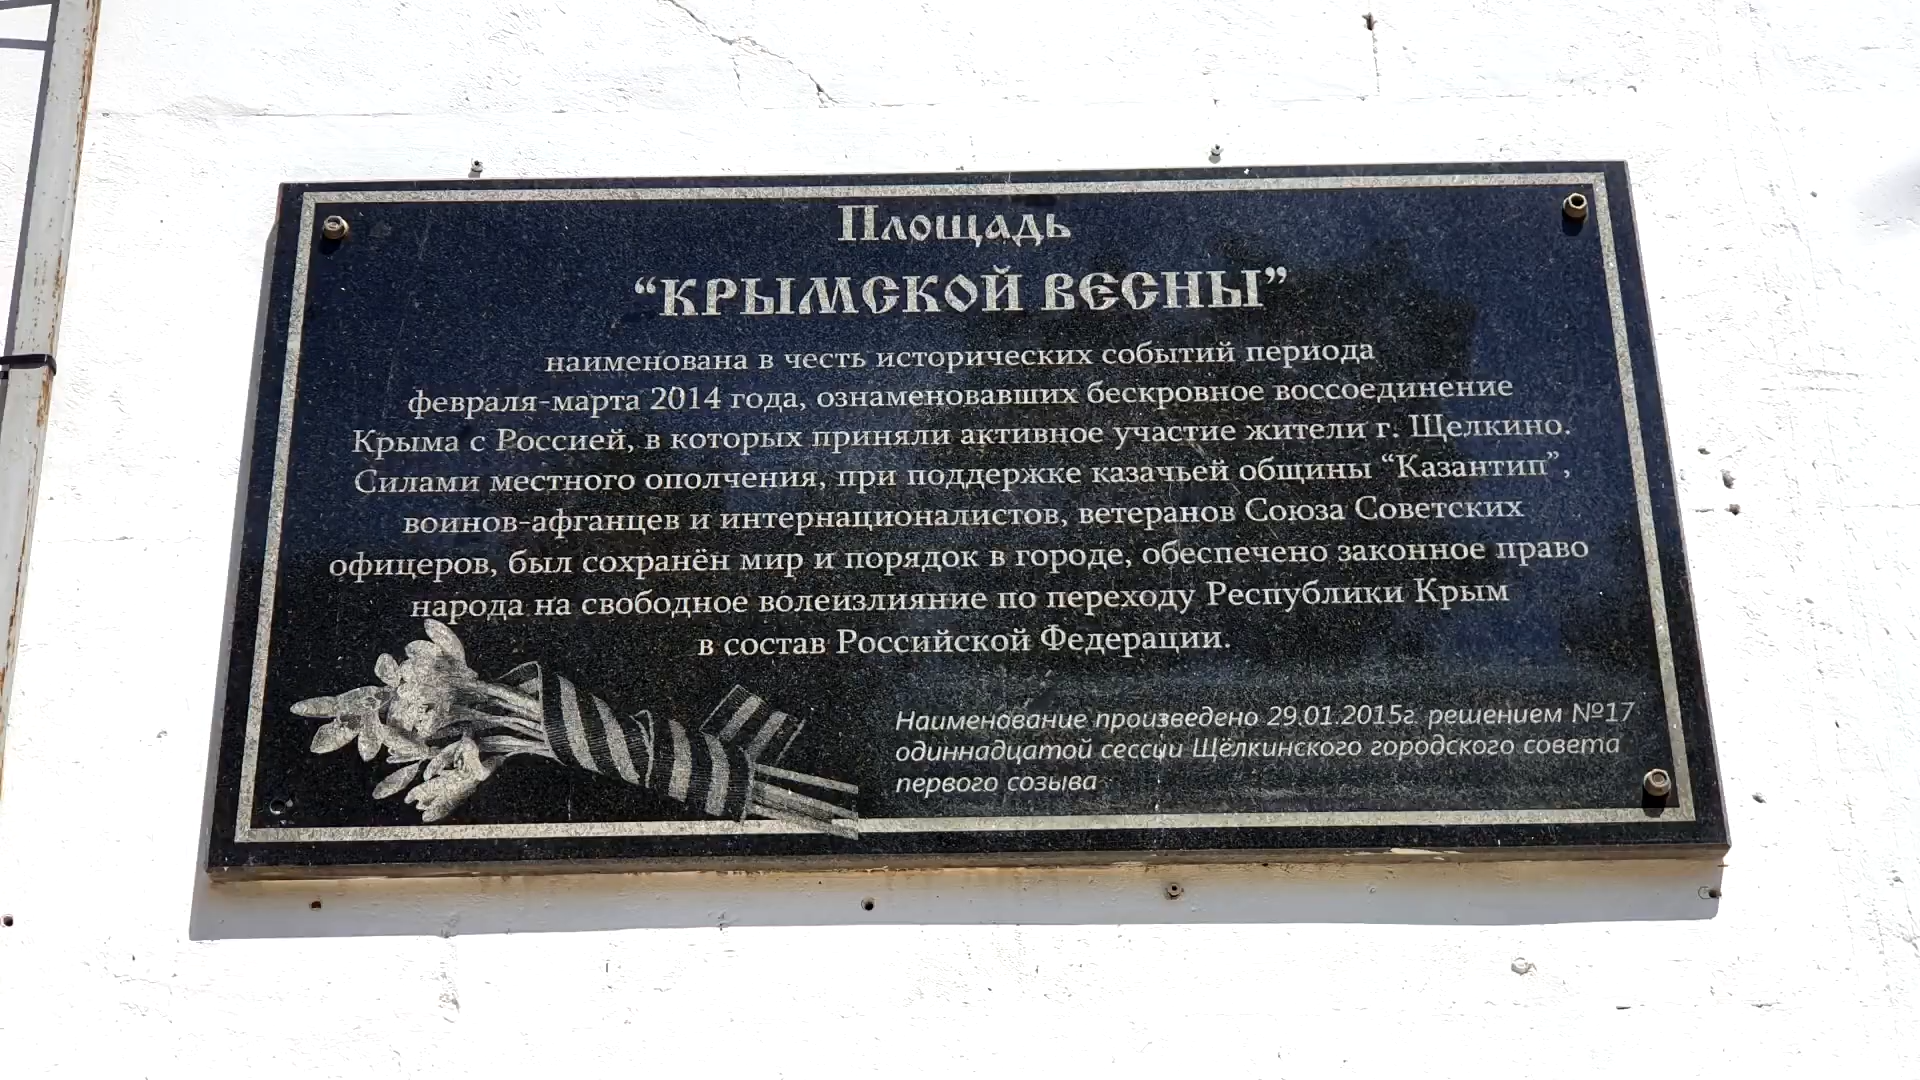 Площадь
“КРЫМСКОЙ ВЕСНЫ”
наименована в честь исторических событий периода
февраля-марта 2014 года, ознаменовавших бескровное воссоединение
Крыма с Россией, в которых приняли активное участие жители г. Щелкино.
Силами местного ополчения, при поддержке казачьей общины “Казантип”,
воинов-афганцев и интернационалистов, ветеранов Союза Советских
офицеров, был сохранён мир и порядок в городе, обеспечено законное право
народа на свободное волеизлияние по переходу Республики Крым
в состав Российской Федерации.
Наименование произведено 29.01.2015г. решением №17
одиннадцатой сессии Щёлкинского городского совета
первого созыва